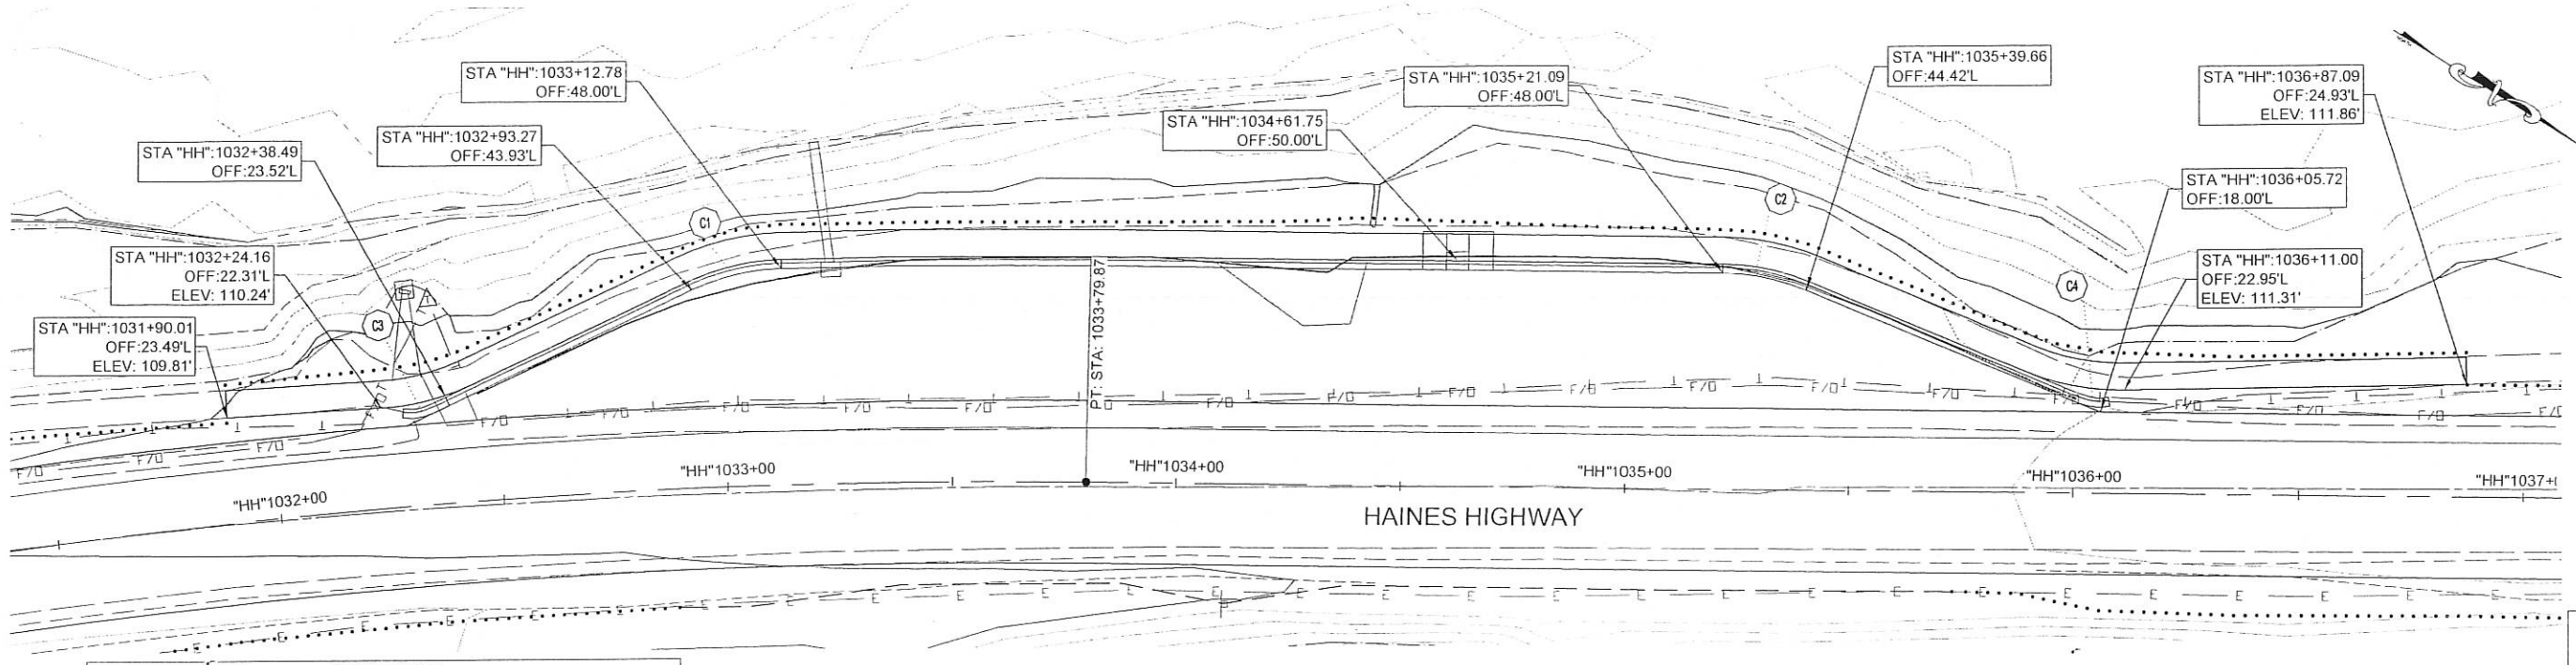 STA "HH":1033+12.78
OFF:48.00'L
STA "HH":1032+93.27
OFF:43.93'L
STA "HH":1032+38.49
OFF:23.52'L
STA "HH":1032+24.16
OFF:22.31'L
ELEV: 110.24'
STA "HH":1031+90.01
OFF:23.49'L
ELEV: 109.81'
STA "HH":1035+21.09
OFF:48.00'L
STA "HH":1034+61.75
OFF:50.00'L
STA "HH":1035+39.66
OFF:44.42'L
STA "HH":1036+87.09
OFF:24.93'L
ELEV: 111.86'
STA "HH":1036+05.72
OFF:18.00'L
STA "HH":1036+11.00
OFF:22.95'L
ELEV: 111.31'
C1
C2
C3
C4
PT: STA: 1033+79.87
F/O F/O F/O F/O F/O F/O F/O F/O F/O F/O F/O F/O F/O F/O F/O F/O F/O F/O
"HH"1032+00
"HH"1033+00
"HH"1034+00
"HH"1035+00
"HH"1036+00
HAINES HIGHWAY
E E E E E E E E E E E E E E E E E E E E E E E E E E E E